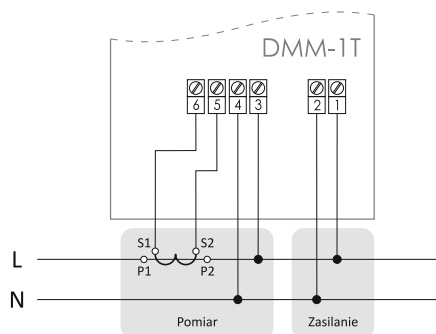 DMM-1T
6 5 4 3 2 1
S1 S2
L
P1 P2
N
Pomiar Zasilanie